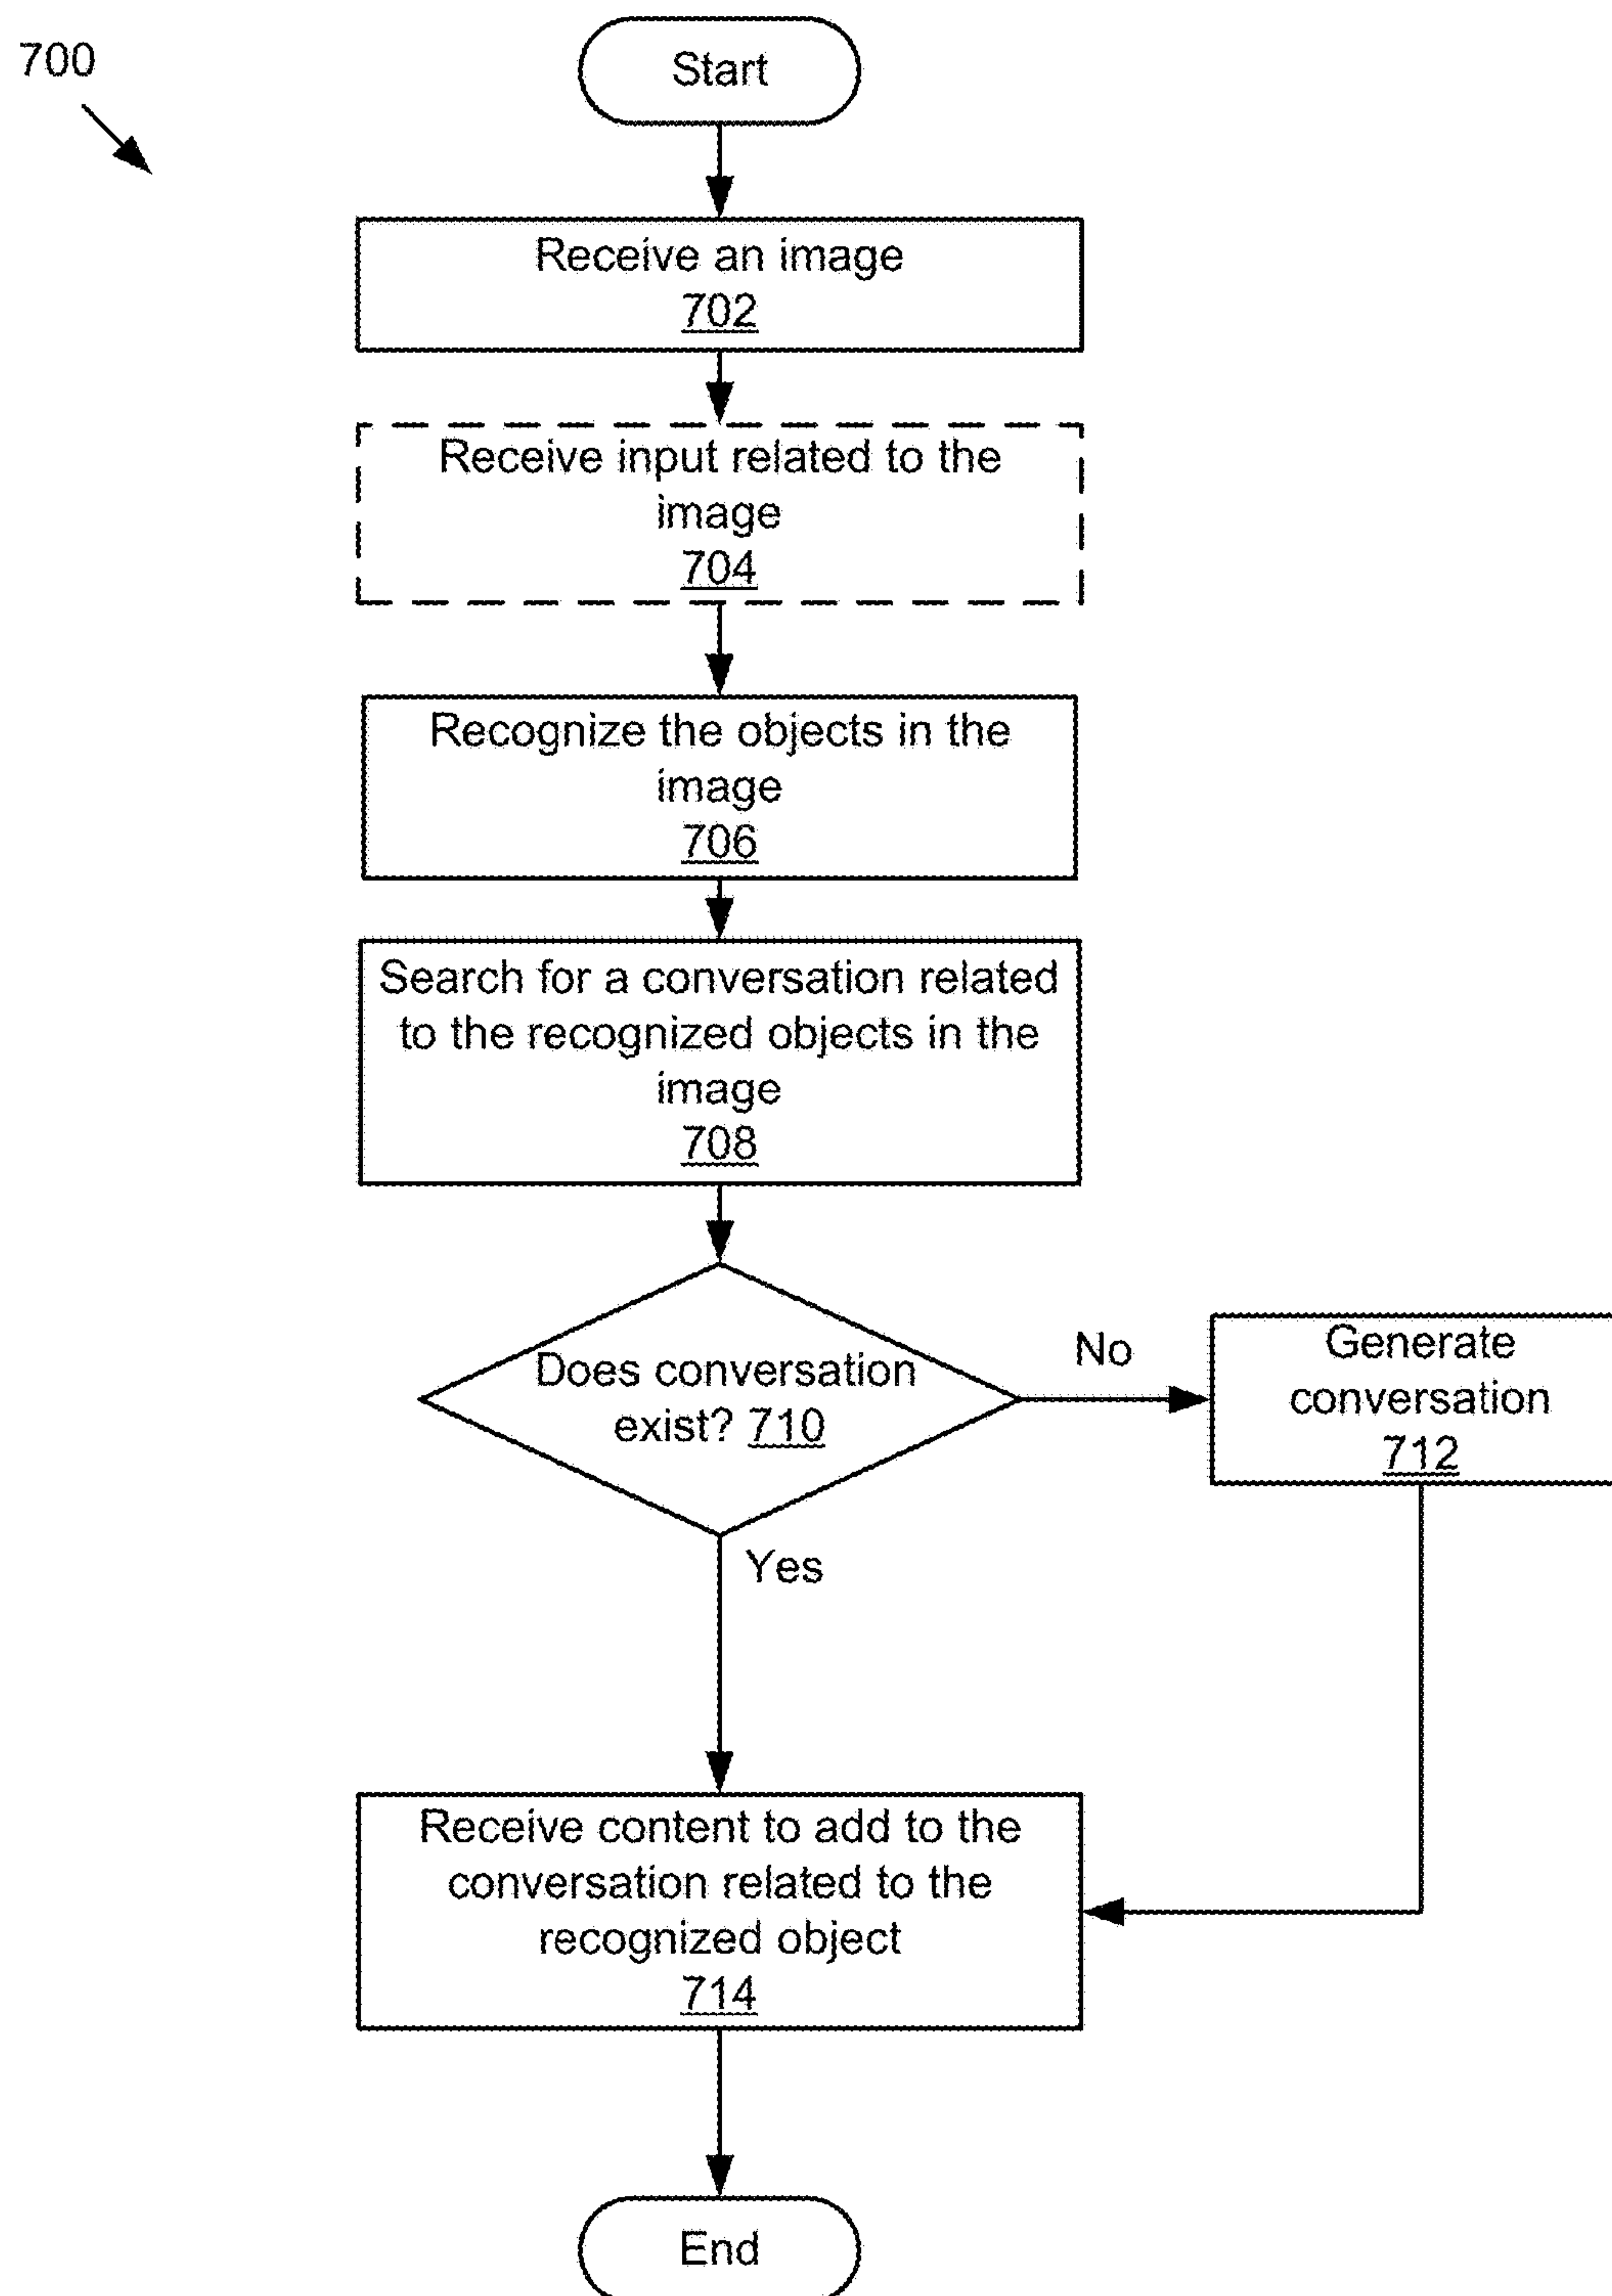 700
Start
Receive an image
702
Receive input related to the
image
704
Recognize the objects in the
image
706
Search for a conversation related
to the recognized objects in the
image
708
Does conversation
exist? 710
No
Generate
conversation
712
Yes
Receive content to add to the
conversation related to the
recognized object
714
End